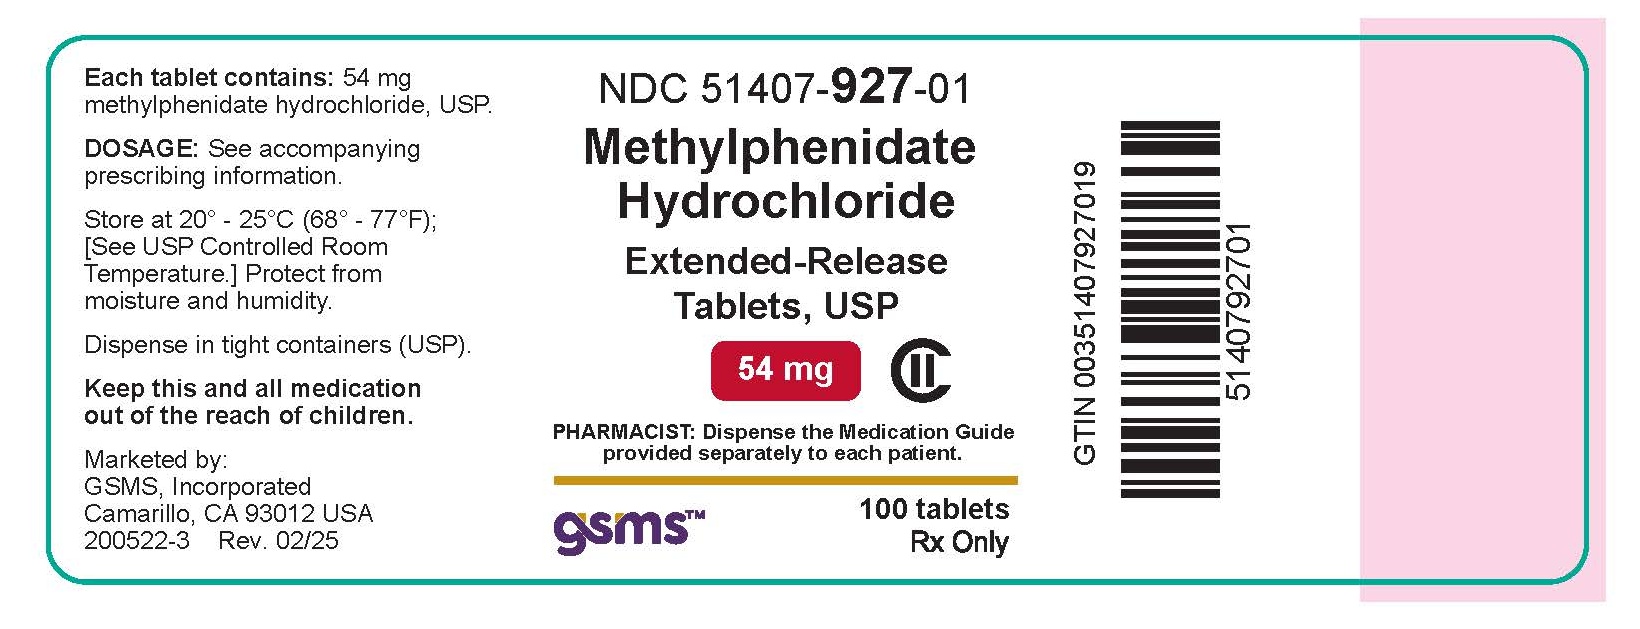 Each tablet contains: 54 mg
methylphenidate hydrochloride, USP.
DOSAGE: See accompanying
prescribing information.
Store at 20° - 25°C (68° - 77°F);
[See USP Controlled Room
Temperature.] Protect from
moisture and humidity.
Dispense in tight containers (USP).
Keep this and all medication
out of the reach of children.
Marketed by:
GSMS, Incorporated
Camarillo, CA 93012 USA
200522-3 Rev. 02/25
NDC 51407-927-01
Methylphenidate
Hydrochloride
Extended-Release
Tablets, USP
54 mg
CII
PHARMACIST: Dispense the Medication Guide
provided separately to each patient.
gsms™
100 tablets
Rx Only
GTIN 00351407927019
5140792701